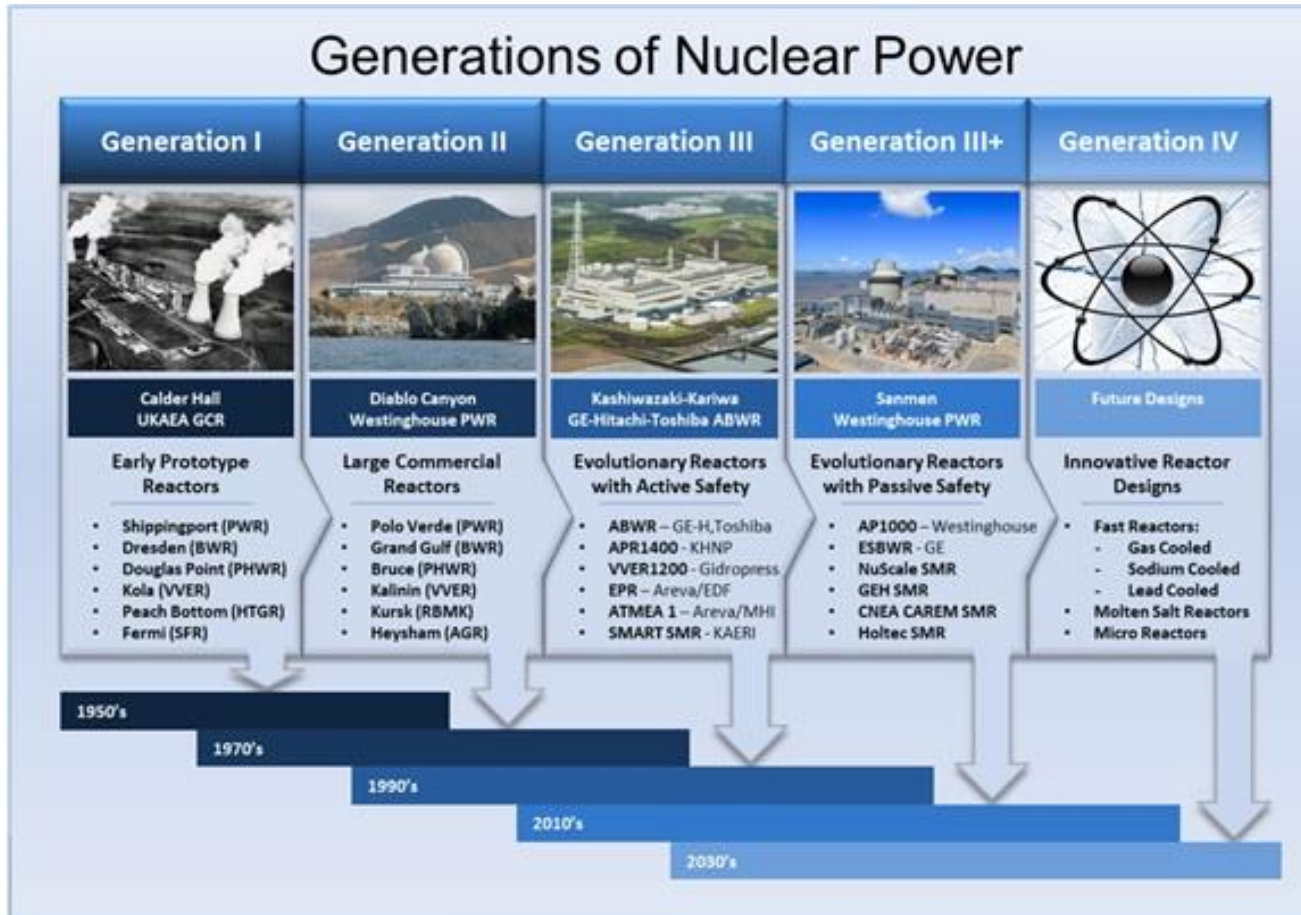 Generations of Nuclear Power
Generation I
Calder Hall
UKAEA GCR
Early Prototype
Reactors
• Shippingport (PWR)
• Dresden (BWR)
• Douglas Point (PHWR)
• Kola (VVER)
• Peach Bottom (HTGR)
• Fermi (SFR)
Generation II
Diablo Canyon
Westinghouse PWR
Large Commercial
Reactors
• Polo Verde (PWR)
• Grand Gulf (BWR)
• Bruce (PHWR)
• Kalinin (VVER)
• Kursk (RBMK)
• Heysham (AGR)
Generation III
Kashiwazaki-Kariwa
GE-Hitachi-Toshiba ABWR
Evolutionary Reactors
with Active Safety
• ABWR – GE-H,Toshiba
• APR1400 - KHNP
• VVER1200 - Gidropress
• EPR – Areva/EDF
• ATMEA 1 – Areva/MHI
• SMART SMR - KAERI
Generation III+
Sanmen
Westinghouse PWR
Evolutionary Reactors
with Passive Safety
• AP1000 – Westinghouse
• ESBWR - GE
• NuScale SMR
• GEH SMR
• CNEA CAREM SMR
• Holtec SMR
Generation IV
Future Designs
Innovative Reactor
Designs
• Fast Reactors:
- Gas Cooled
- Sodium Cooled
- Lead Cooled
• Molten Salt Reactors
• Micro Reactors
1950's
1970's
1990's
2010's
2030's